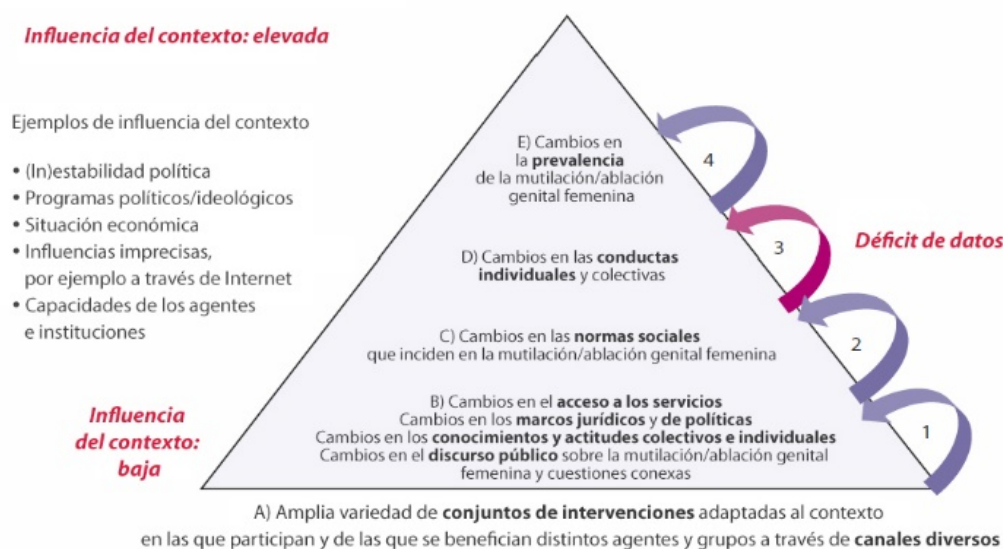 Influencia del contexto: elevada
Ejemplos de influencia del contexto
• (In)estabilidad política
• Programas políticos/ideológicos
• Situación económica
• Influencias imprecisas,
por ejemplo a través de Internet
• Capacidades de los agentes
e instituciones
Influencia
del contexto:
baja
E) Cambios en
la prevalencia
de la mutilación/ablación
genital femenina
D) Cambios en las conductas
individuales y colectivas
C) Cambios en las normas sociales
que inciden en la mutilación/ablación genital femenina
B) Cambios en el acceso a los servicios
Cambios en los marcos jurídicos y de políticas
Cambios en los conocimientos y actitudes colectivos e individuales
Cambios en el discurso público sobre la mutilación/ablación genital
femenina y cuestiones conexas
4
3
Déficit de datos
2
1
A) Amplia variedad de conjuntos de intervenciones adaptadas al contexto
en las que participan y de las que se benefician distintos agentes y grupos a través de canales diversos